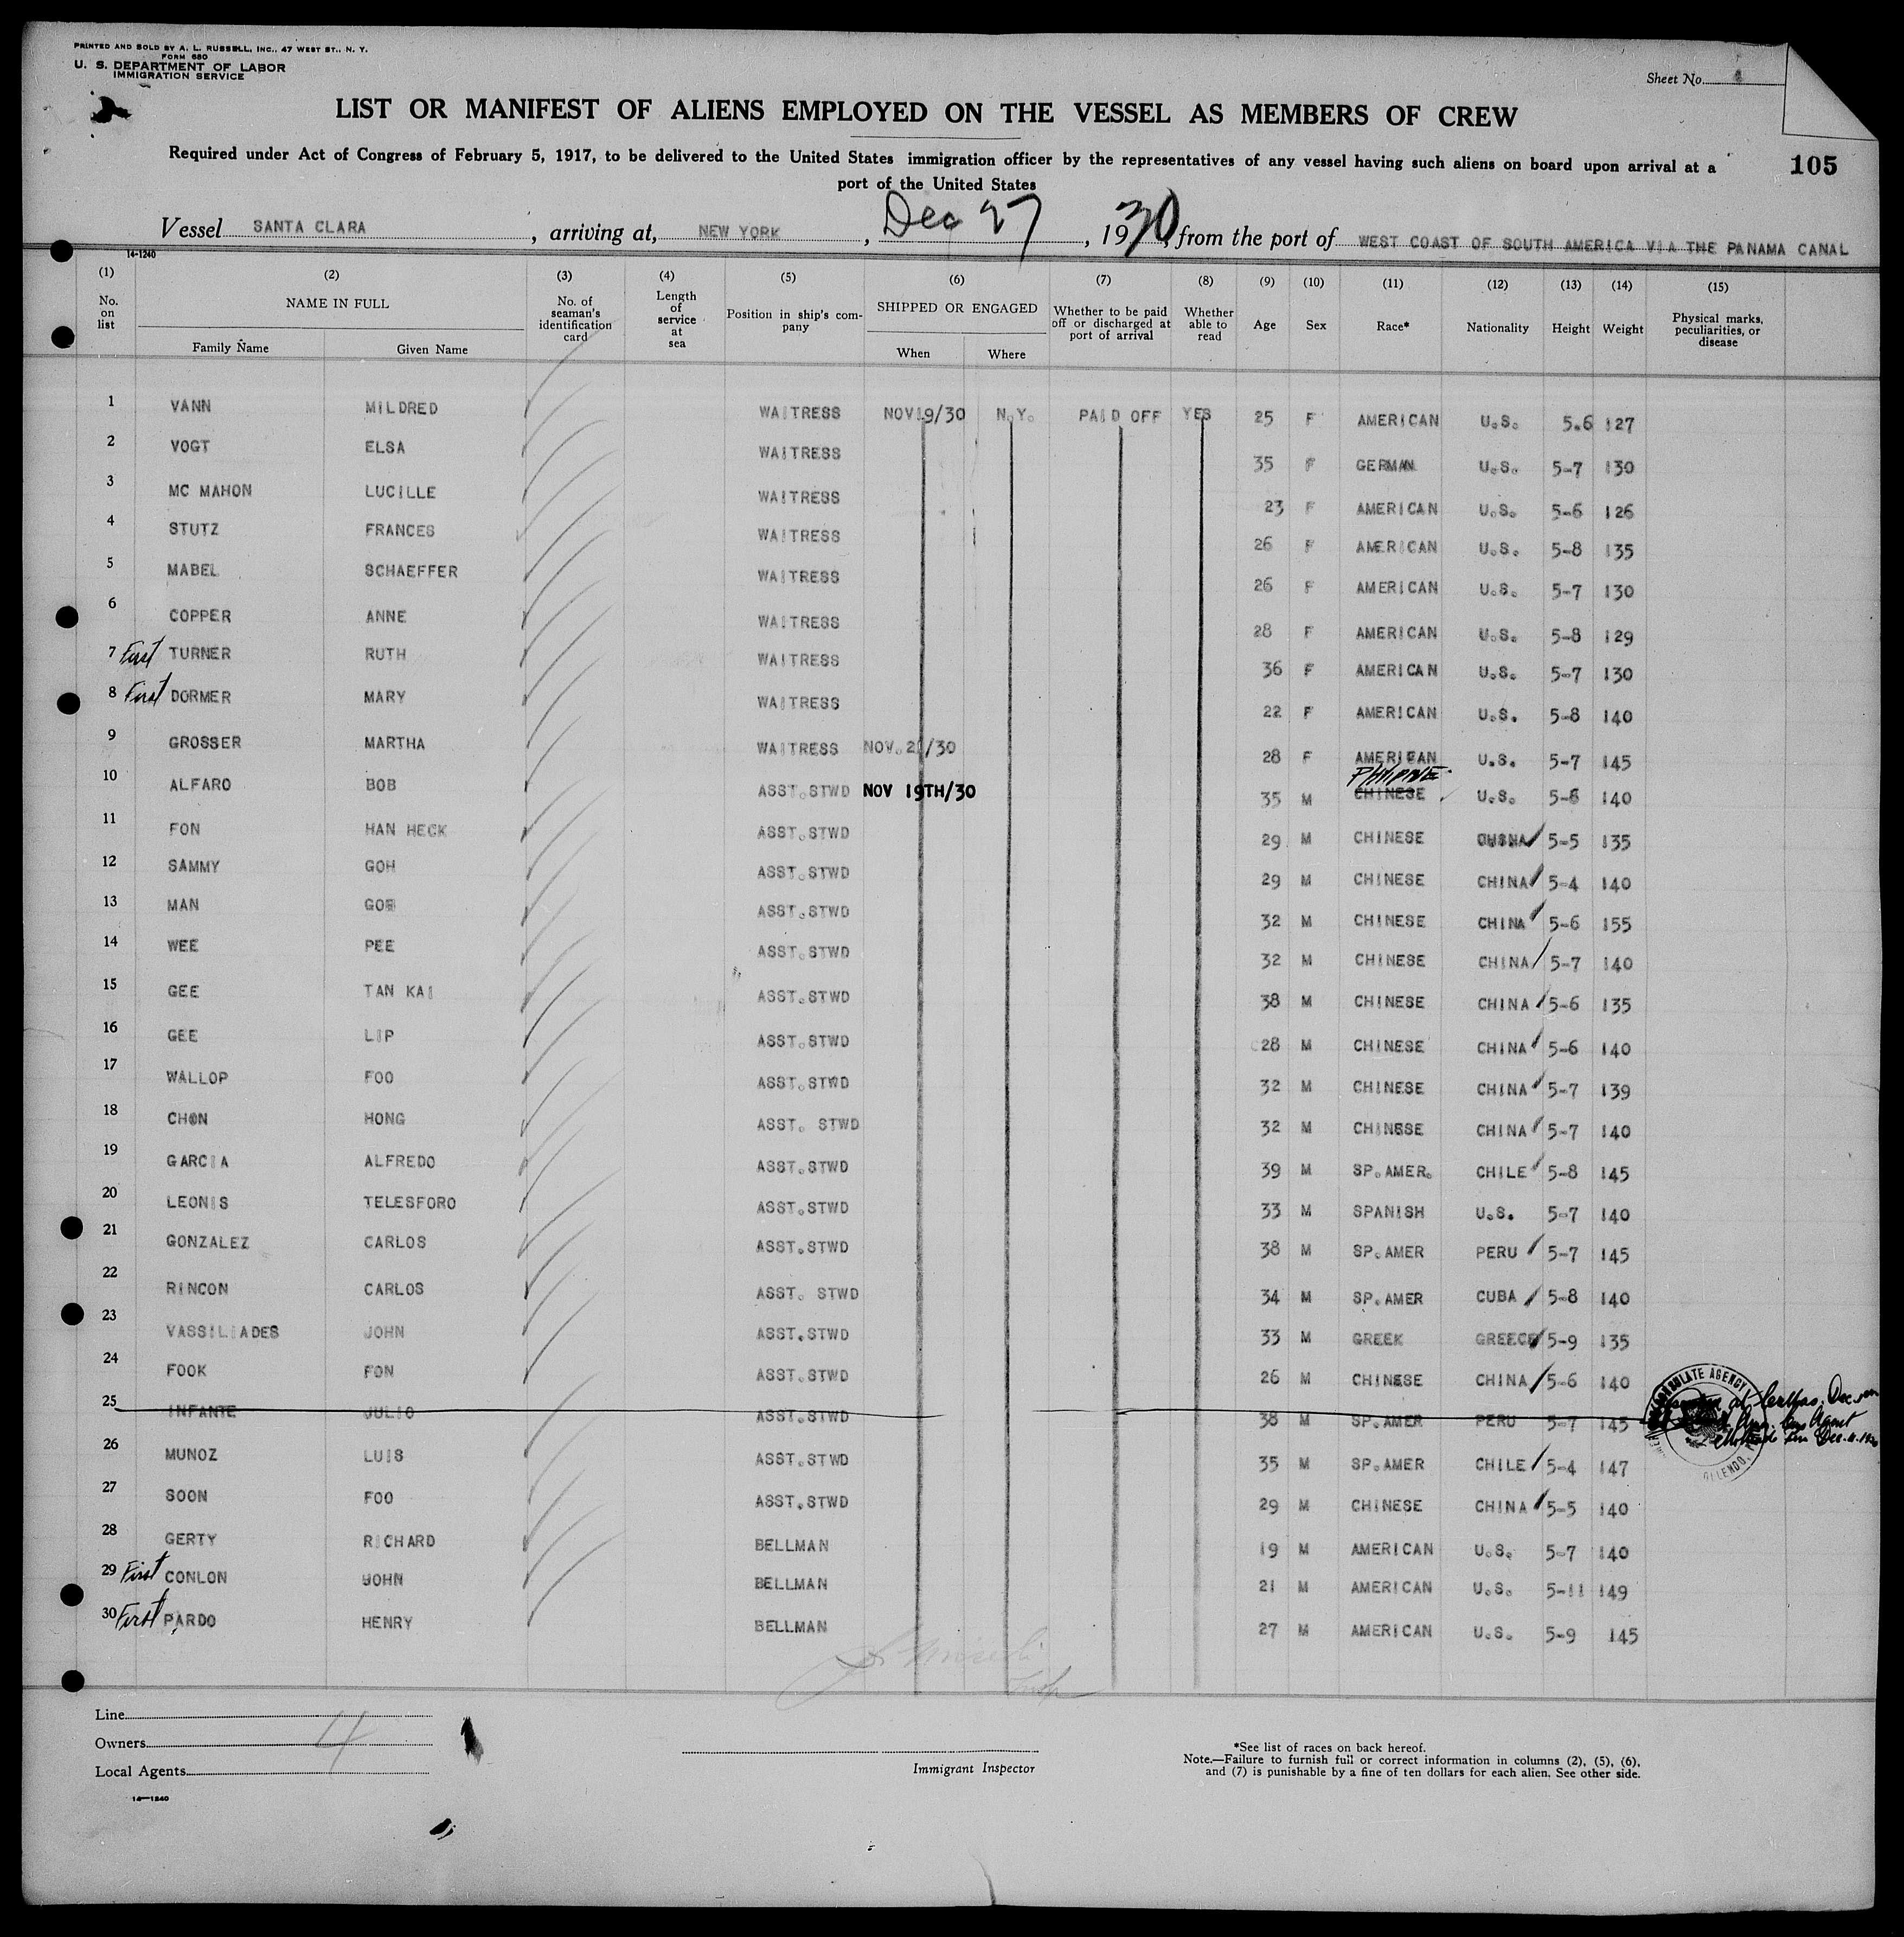 PRINTED AND SOLD BY A. L. RUSSELL, INC., 47 WEST ST., N. Y.
FORM 680
U. S. DEPARTMENT OF LABOR
IMMIGRATION SERVICE
Sheet No.
LIST OR MANIFEST OF ALIENS EMPLOYED ON THE VESSEL AS MEMBERS OF CREW
Required under Act of Congress of February 5, 1917, to be delivered to the United States immigration officer by the representatives of any vessel having such aliens on board upon arrival at a
port of the United States
105
Vessel SANTA CLARA, arriving at, NEW YORK, Dec 27, 1930, from the port of WEST COAST OF SOUTH AMERICA VIA THE PANAMA CANAL
14-1240
(1) (2) (3) (4) (5) (6) (7) (8) (9) (10) (11) (12) (13) (14) (15)
No. on list NAME IN FULL Family Name Given Name No. of seaman's identification card Length of service at sea Position in ship's company SHIPPED OR ENGAGED When Where Whether to be paid off or discharged at port of arrival Whether able to read Age Sex Race* Nationality Height Weight Physical marks, peculiarities, or disease
1 VANN MILDRED WAITRESS NOV19/30 N.Y. PAID OFF YES 25 F AMERICAN U.S. 5.6 127
2 VOGT ELSA WAITRESS 35 F GERMAN U.S. 5-7 130
3 MC MAHON LUCILLE WAITRESS 23 F AMERICAN U.S. 5-6 126
4 STUTZ FRANCES WAITRESS 26 F AMERICAN U.S. 5-8 135
5 MABEL SCHAEFFER WAITRESS 26 F AMERICAN U.S. 5-7 130
6 COPPER ANNE WAITRESS 28 F AMERICAN U.S. 5-8 129
7 First TURNER RUTH WAITRESS 36 F AMERICAN U.S. 5-7 130
8 First DORMER MARY WAITRESS 22 F AMERICAN U.S. 5-8 140
9 GROSSER MARTHA WAITRESS NOV. 21/30 28 F AMERICAN U.S. 5-7 145
10 ALFARO BOB ASST.STWD NOV 19TH/30 35 M CHINESE U.S. 5-6 140
11 FON HAN HECK ASST.STWD 29 M CHINESE CHINA 5-5 135
12 SAMMY GOH ASST.STWD 29 M CHINESE CHINA 5-4 140
13 MAN GOH ASST.STWD 32 M CHINESE CHINA 5-6 155
14 WEE PEE ASST.STWD 32 M CHINESE CHINA 5-7 140
15 GEE TAN KAI ASST.STWD 38 M CHINESE CHINA 5-6 135
16 GEE LIP ASST.STWD 28 M CHINESE CHINA 5-6 140
17 WALLOP FOO ASST.STWD 32 M CHINESE CHINA 5-7 139
18 CHON HONG ASST. STWD 32 M CHINESE CHINA 5-7 140
19 GARCIA ALFREDO ASST.STWD 39 M SP.AMER. CHILE 5-8 145
20 LEONIS TELESFORO ASST.STWD 33 M SPANISH U.S. 5-7 140
21 GONZALEZ CARLOS ASST.STWD 38 M SP.AMER PERU 5-7 145
22 RINCON CARLOS ASST. STWD 34 M SP.AMER CUBA 5-8 140
23 VASSILIADES JOHN ASST.STWD 33 M GREEK GREECE 5-9 135
24 FOOK FON ASST.STWD 26 M CHINESE CHINA 5-6 140
25 INFANTE JULIO ASST.STWD 38 M SP.AMER PERU 5-7 145
26 MUNOZ LUIS ASST.STWD 35 M SP.AMER CHILE 5-4 147
27 SOON FOO ASST.STWD 29 M CHINESE CHINA 5-5 140
28 GERTY RICHARD BELLMAN 19 M AMERICAN U.S. 5-7 140
29 First CONLON JOHN BELLMAN 21 M AMERICAN U.S. 5-11 149
30 First PARDO HENRY BELLMAN 27 M AMERICAN U.S. 5-9 145
Line
Owners
Local Agents
4
14-1240
Immigrant Inspector
*See list of races on back hereof.
Note.—Failure to furnish full or correct information in columns (2), (5), (6),
and (7) is punishable by a fine of ten dollars for each alien. See other side.